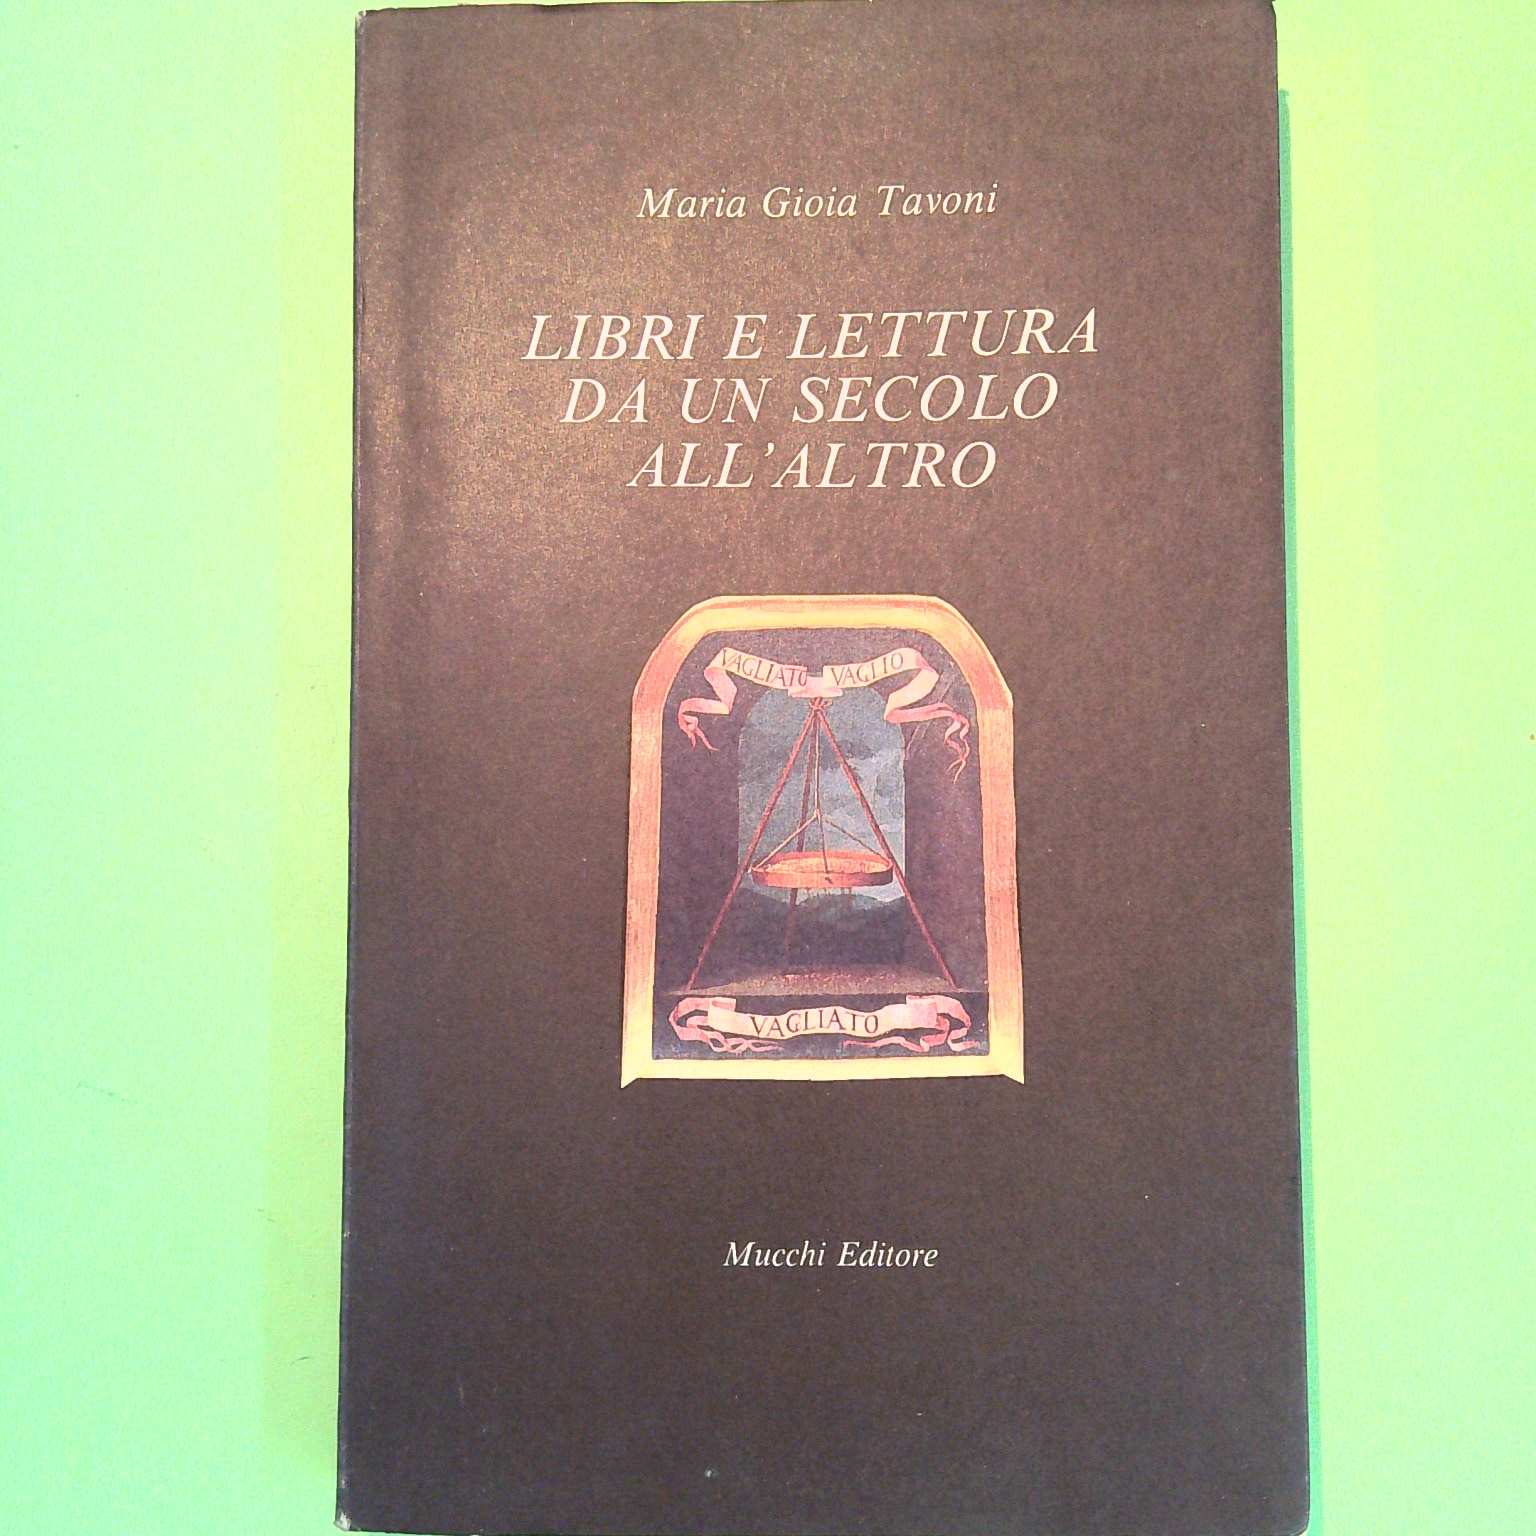 Maria Gioia Tavoni
LIBRI E LETTURA
DA UN SECOLO
ALL'ALTRO
VAGLIATO VAGLIO
VAGLIATO
Mucchi Editore